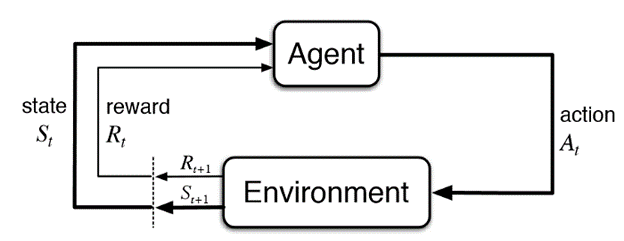 Agent
state
S_t
reward
R_t
action
A_t
R_{t+1}
S_{t+1}
Environment